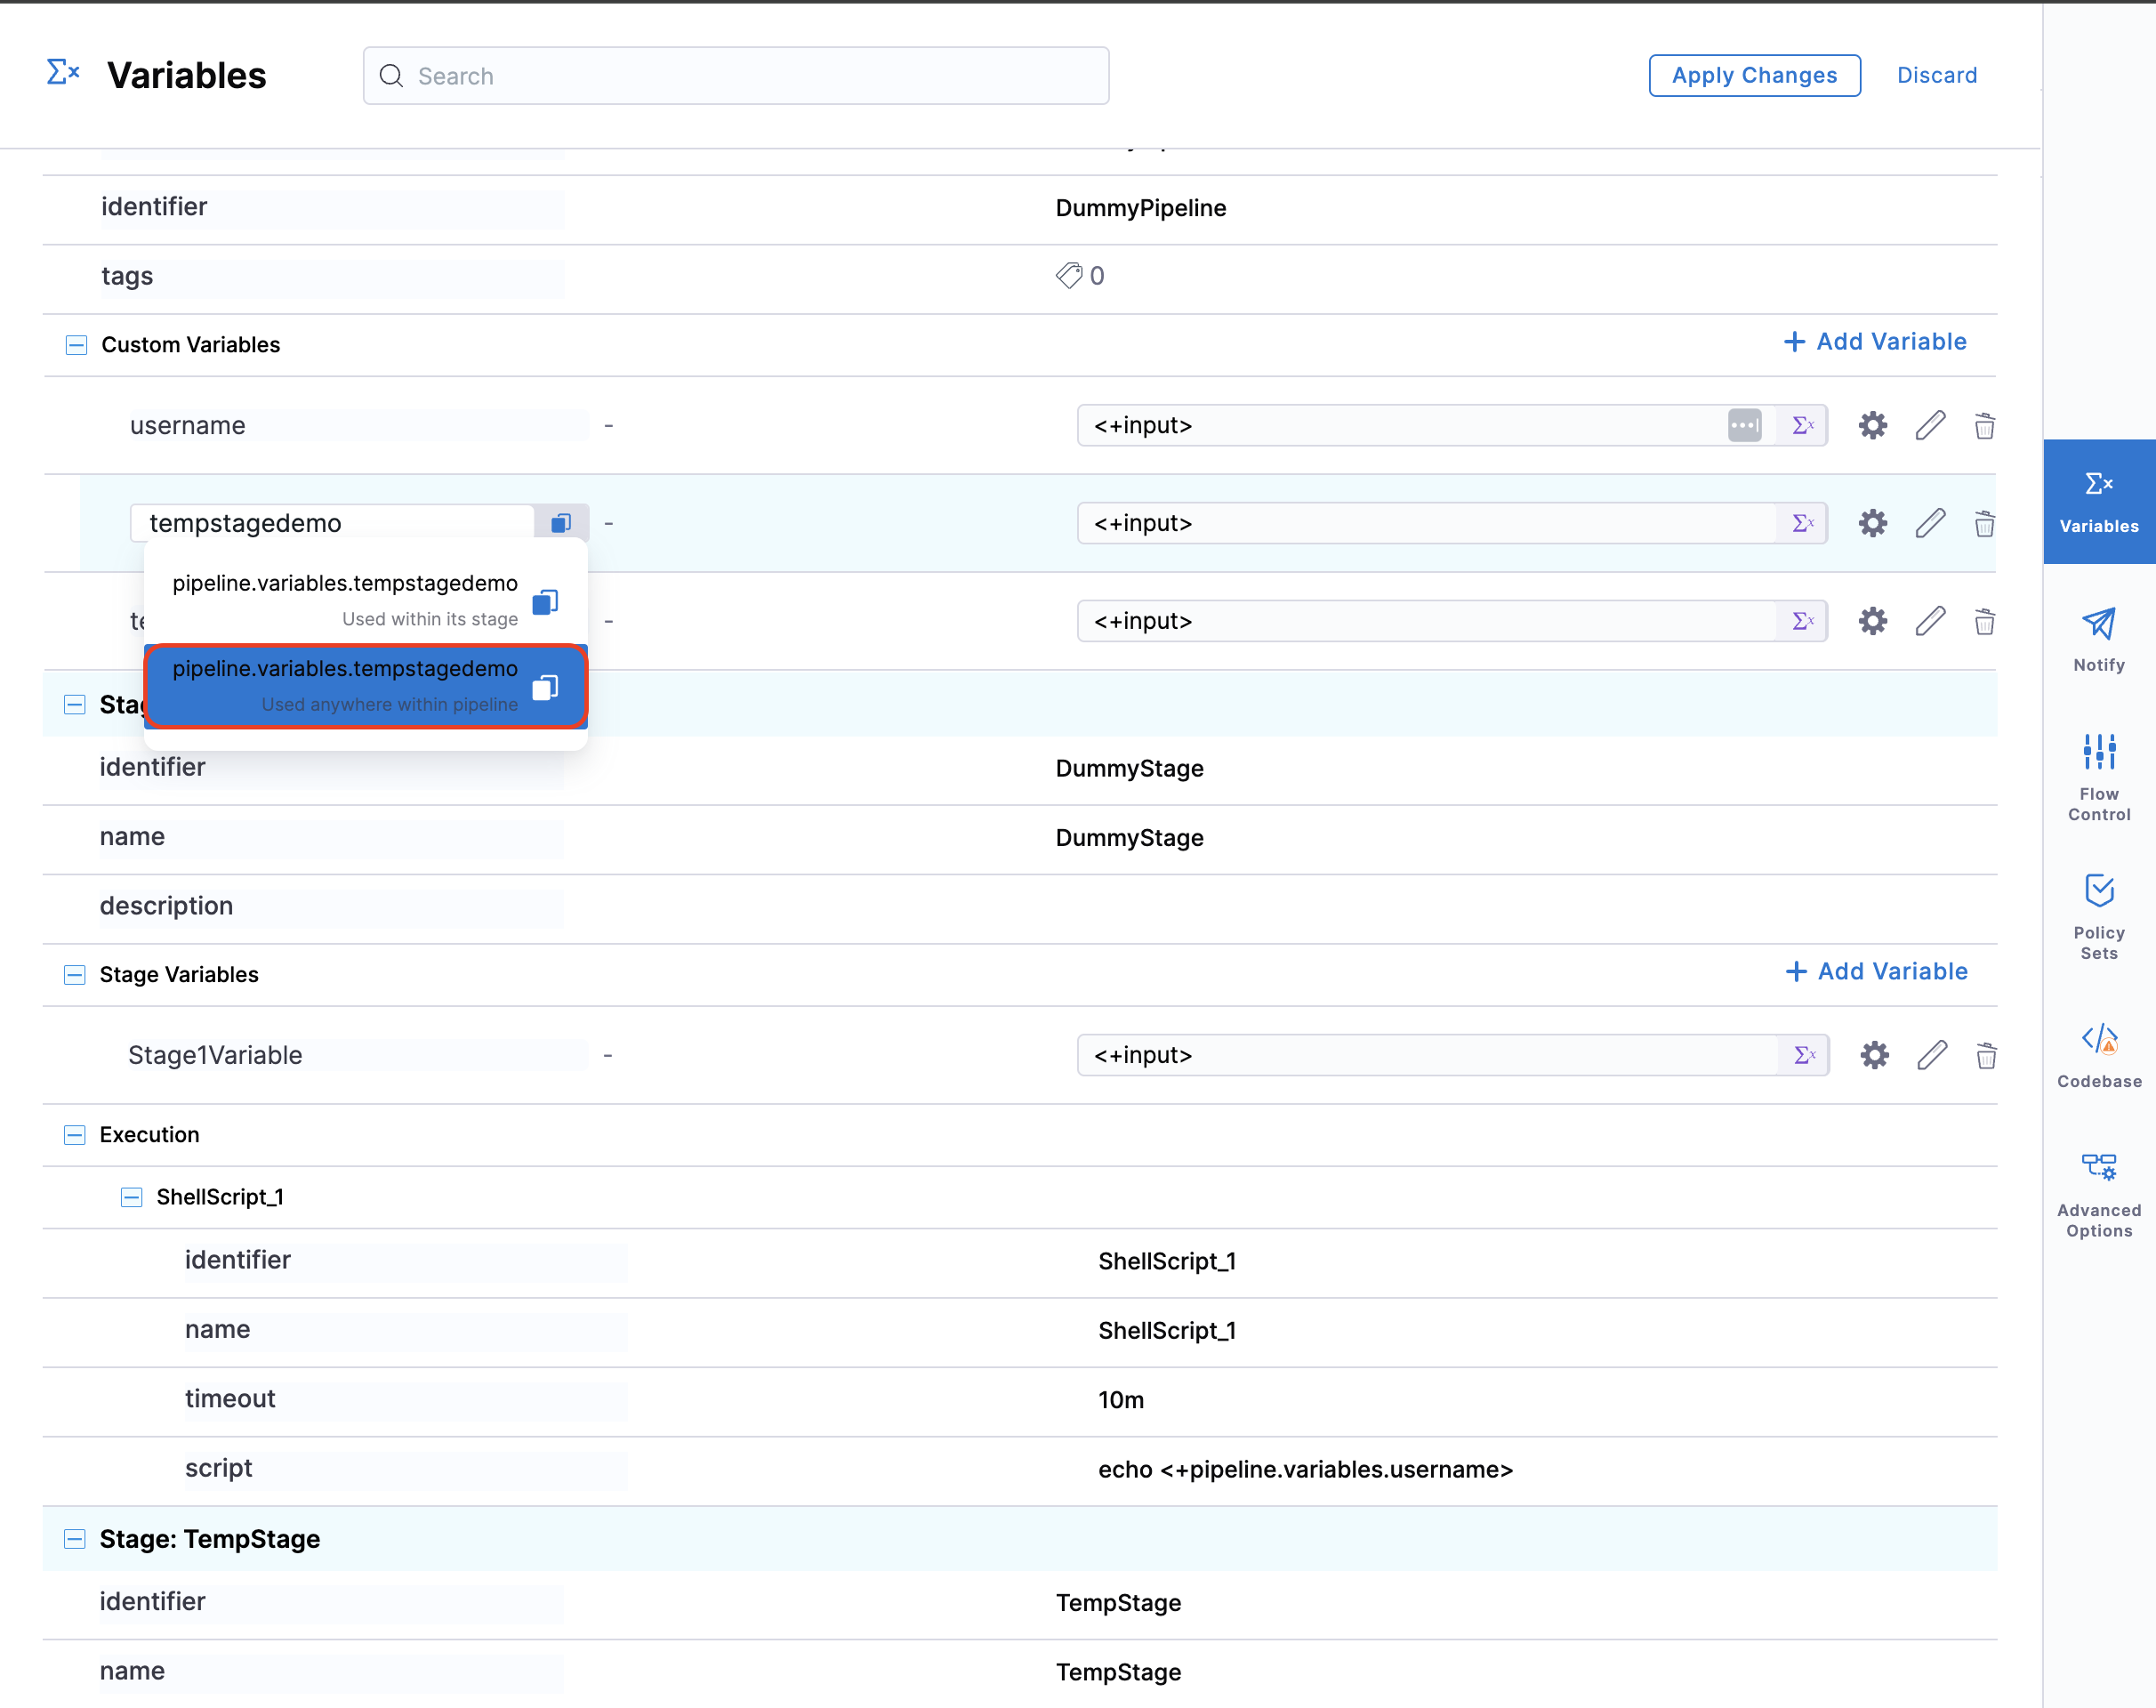 Variables
Search
Apply Changes
Discard
identifier
DummyPipeline
tags
0
Custom Variables
+ Add Variable
username
-
<+input>
tempstagedemo
-
<+input>
pipeline.variables.tempstagedemo
Used within its stage
-
<+input>
pipeline.variables.tempstagedemo
Used anywhere within pipeline
identifier
DummyStage
name
DummyStage
description
Stage Variables
+ Add Variable
Stage1Variable
-
<+input>
Execution
ShellScript_1
identifier
ShellScript_1
name
ShellScript_1
timeout
10m
script
echo <+pipeline.variables.username>
Stage: TempStage
identifier
TempStage
name
TempStage
Variables
Notify
Flow
Control
Policy
Sets
Codebase
Advanced
Options